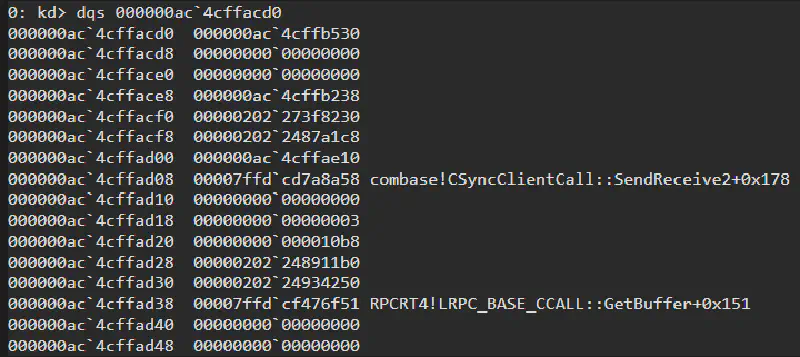 0: kd> dqs 000000ac`4cffacd0
000000ac`4cffacd0  000000ac`4cffb530
000000ac`4cffacd8  00000000`00000000
000000ac`4cfface0  00000000`00000000
000000ac`4cfface8  000000ac`4cffb238
000000ac`4cffacf0  00000202`273f8230
000000ac`4cffacf8  00000202`2487a1c8
000000ac`4cffad00  000000ac`4cffae10
000000ac`4cffad08  00007ffd`cd7a8a58 combase!CSyncClientCall::SendReceive2+0x178
000000ac`4cffad10  00000000`00000000
000000ac`4cffad18  00000000`00000003
000000ac`4cffad20  00000000`000010b8
000000ac`4cffad28  00000202`248911b0
000000ac`4cffad30  00000202`24934250
000000ac`4cffad38  00007ffd`cf476f51 RPCRT4!LRPC_BASE_CCALL::GetBuffer+0x151
000000ac`4cffad40  00000000`00000000
000000ac`4cffad48  00000000`00000000